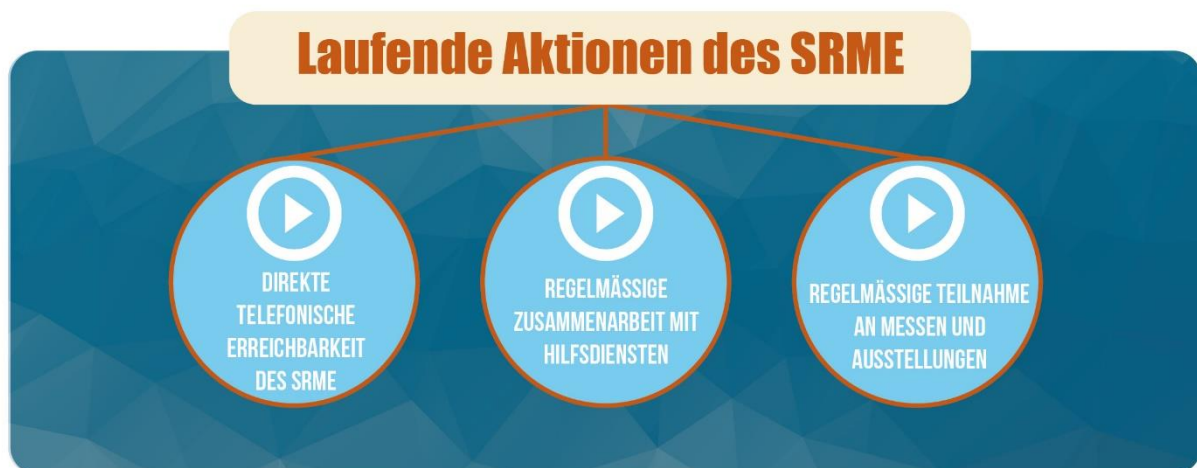 Laufende Aktionen des SRME
DIREKTE
TELEFONISCHE
ERREICHBARKEIT
DES SRME
REGELMÄSSIGE
ZUSAMMENARBEIT MIT
HILFSDIENSTEN
REGELMÄSSIGE TEILNAHME
AN MESSEN UND
AUSSTELLUNGEN